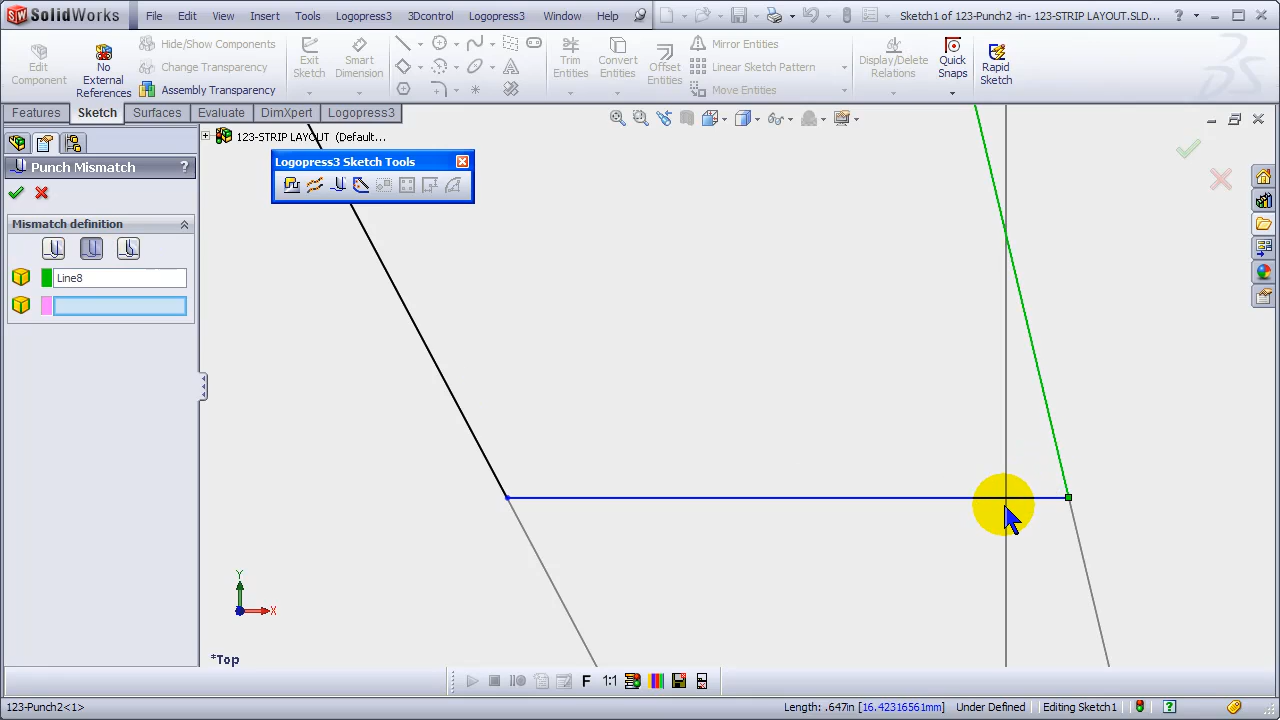 SolidWorks File Edit View Insert Tools Logopress3 3Dcontrol Logopress3 Window Help Sketch1 of 123-Punch2 -in- 123-STRIP LAYOUT.SLD... ?
Edit Component
No External References
Hide/Show Components
Change Transparency
Assembly Transparency
Exit Sketch
Smart Dimension
Trim Entities
Convert Entities
Offset Entities
Mirror Entities
Linear Sketch Pattern
Move Entities
Display/Delete Relations
Quick Snaps
Rapid Sketch
Features Sketch Surfaces Evaluate DimXpert Logopress3
123-STRIP LAYOUT (Default...
Punch Mismatch ?
Logopress3 Sketch Tools
Mismatch definition
Line8
Y
X
*Top
F 1:1
123-Punch2<1> Length: .647in [16.42316561mm] Under Defined Editing Sketch1 ?